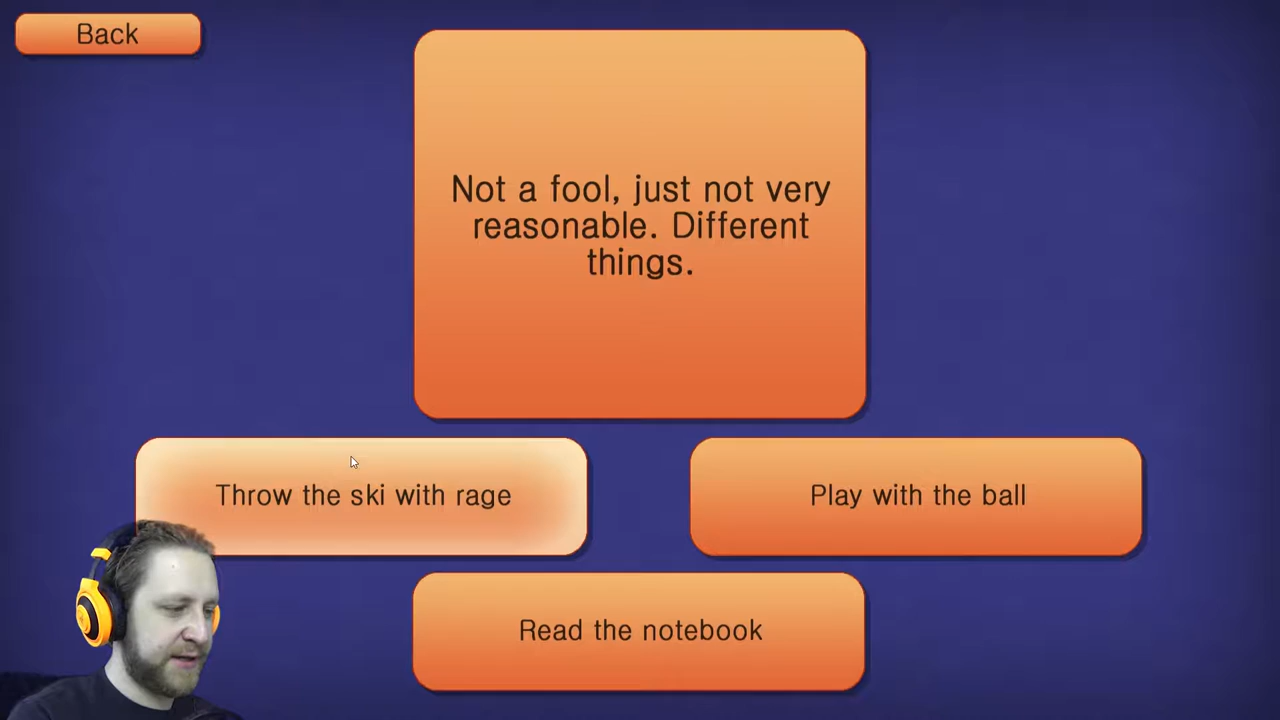 Back
Not a fool, just not very
reasonable. Different
things.
Throw the ski with rage
Play with the ball
Read the notebook